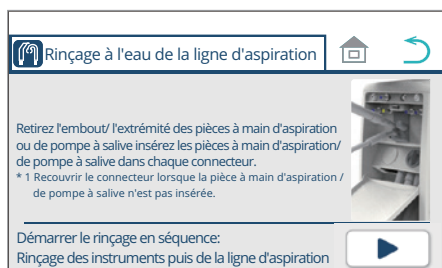 Rinçage à l'eau de la ligne d'aspiration
Retirez l'embout/ l'extrémité des pièces à main d'aspiration
ou de pompe à salive insérez les pièces à main d'aspiration/
de pompe à salive dans chaque connecteur.
* 1 Recouvrir le connecteur lorsque la pièce à main d'aspiration /
de pompe à salive n'est pas insérée.
Démarrer le rinçage en séquence:
Rinçage des instruments puis de la ligne d'aspiration